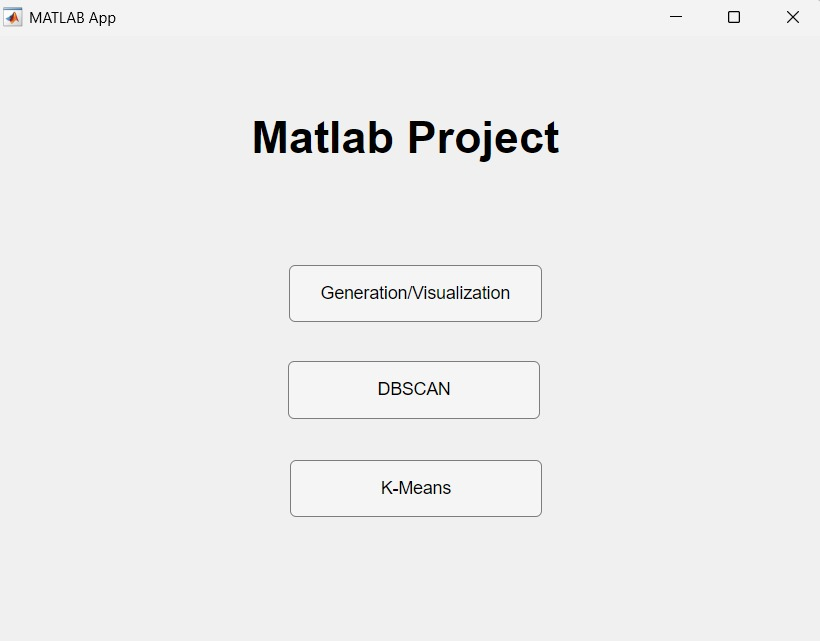 MATLAB App
Matlab Project
Generation/Visualization
DBSCAN
K-Means